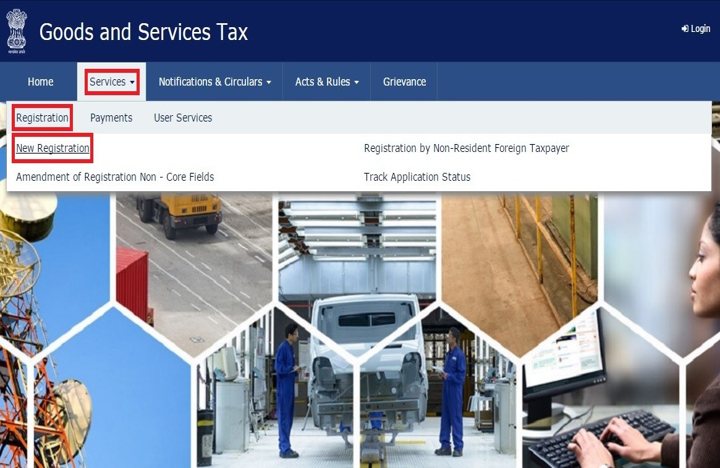 Goods and Services Tax
Login
Home Services Notifications & Circulars Acts & Rules Grievance
Registration Payments User Services
New Registration Registration by Non-Resident Foreign Taxpayer
Amendment of Registration Non - Core Fields Track Application Status